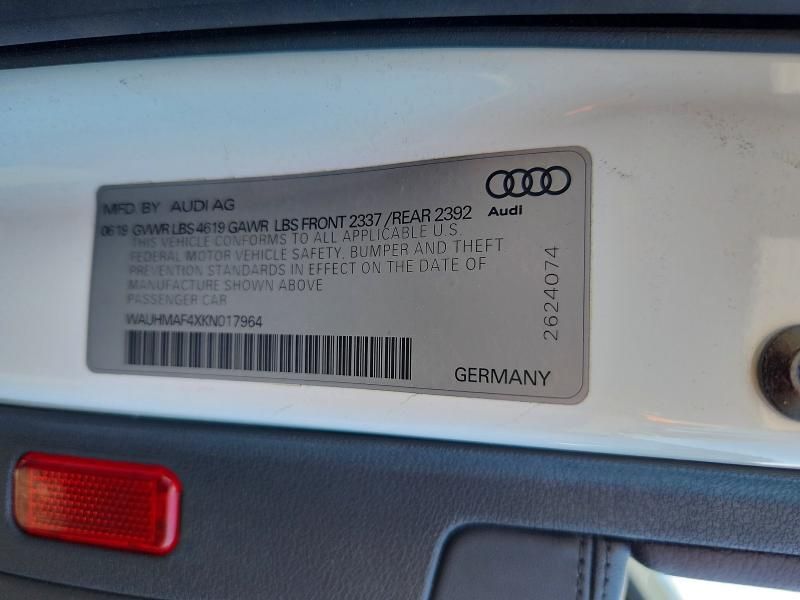 MFD. BY AUDI AG
Audi
06 19 GVWR LBS 4619 GAWR LBS FRONT 2337 / REAR 2392
THIS VEHICLE CONFORMS TO ALL APPLICABLE U.S.
FEDERAL MOTOR VEHICLE SAFETY, BUMPER AND THEFT
PREVENTION STANDARDS IN EFFECT ON THE DATE OF
MANUFACTURE SHOWN ABOVE
PASSENGER CAR
WAUHMAF4XKN017964
GERMANY
2624074